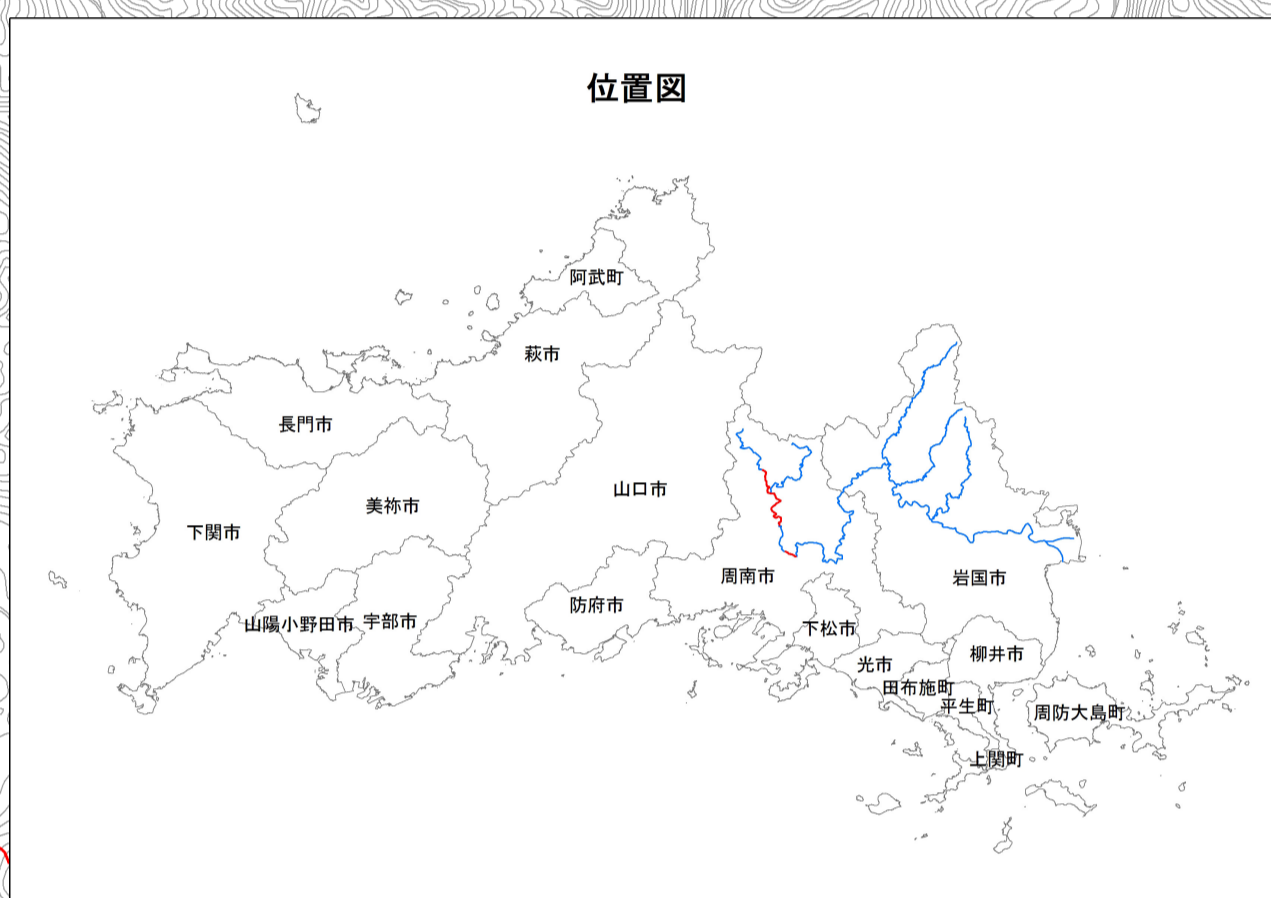 位置図
阿武町
萩市
長門市
山口市
美祢市
下関市
周南市
岩国市
防府市
山陽小野田市
宇部市
下松市
柳井市
光市
田布施町
平生町
周防大島町
上関町